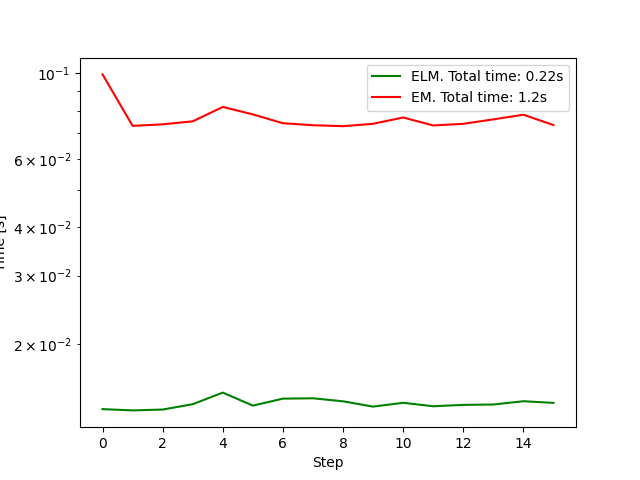 ELM. Total time: 0.22s
EM. Total time: 1.2s
10⁻¹
6 × 10⁻²
4 × 10⁻²
3 × 10⁻²
2 × 10⁻²
0 2 4 6 8 10 12 14
Step